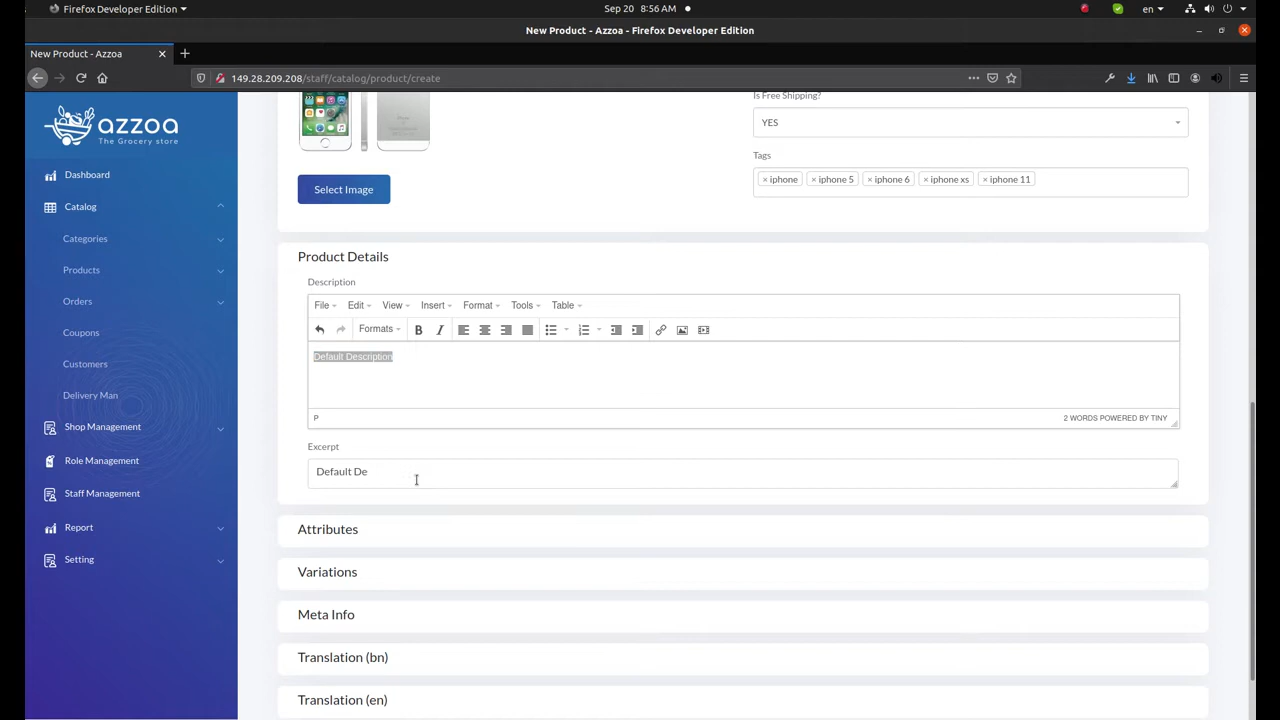 Firefox Developer Edition
Sep 20 8:56 AM
en
New Product - Azzoa - Firefox Developer Edition
New Product - Azzoa
149.28.209.208/staff/catalog/product/create
azzoa
The Grocery store
Dashboard
Catalog
Categories
Products
Orders
Coupons
Customers
Delivery Man
Shop Management
Role Management
Staff Management
Report
Setting
Is Free Shipping?
YES
Tags
× iphone × iphone 5 × iphone 6 × iphone xs × iphone 11
Select Image
Product Details
Description
File Edit View Insert Format Tools Table
Formats B I
Default Description
P 2 WORDS POWERED BY TINY
Excerpt
Default De
Attributes
Variations
Meta Info
Translation (bn)
Translation (en)